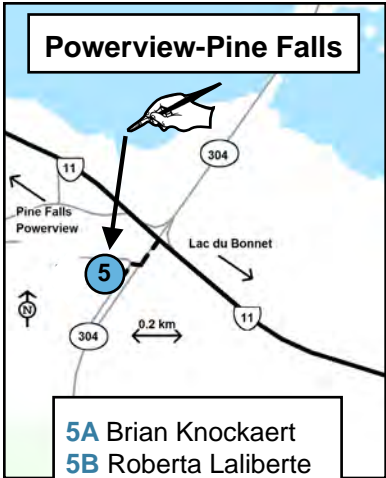 Powerview-Pine Falls
304
11
Pine Falls
Powerview
Lac du Bonnet
5
N
0.2 km
11
304
5A Brian Knockaert
5B Roberta Laliberte